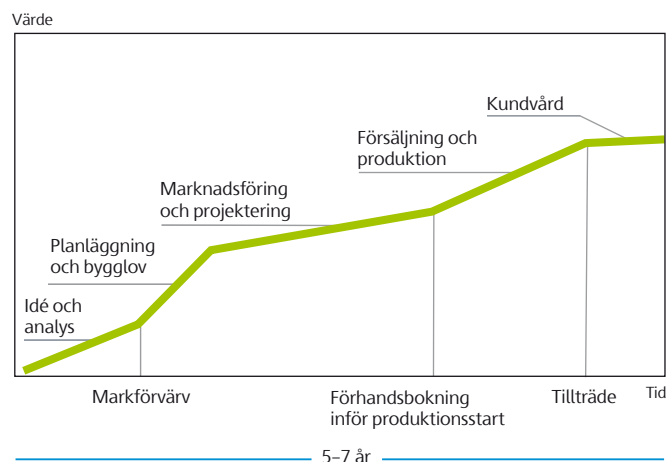 Värde
Kundvård
Försäljning och
produktion
Marknadsföring
och projektering
Planläggning
och bygglov
Idé och
analys
Markförvärv
Förhandsbokning
inför produktionsstart
Tillträde
Tid
5–7 år